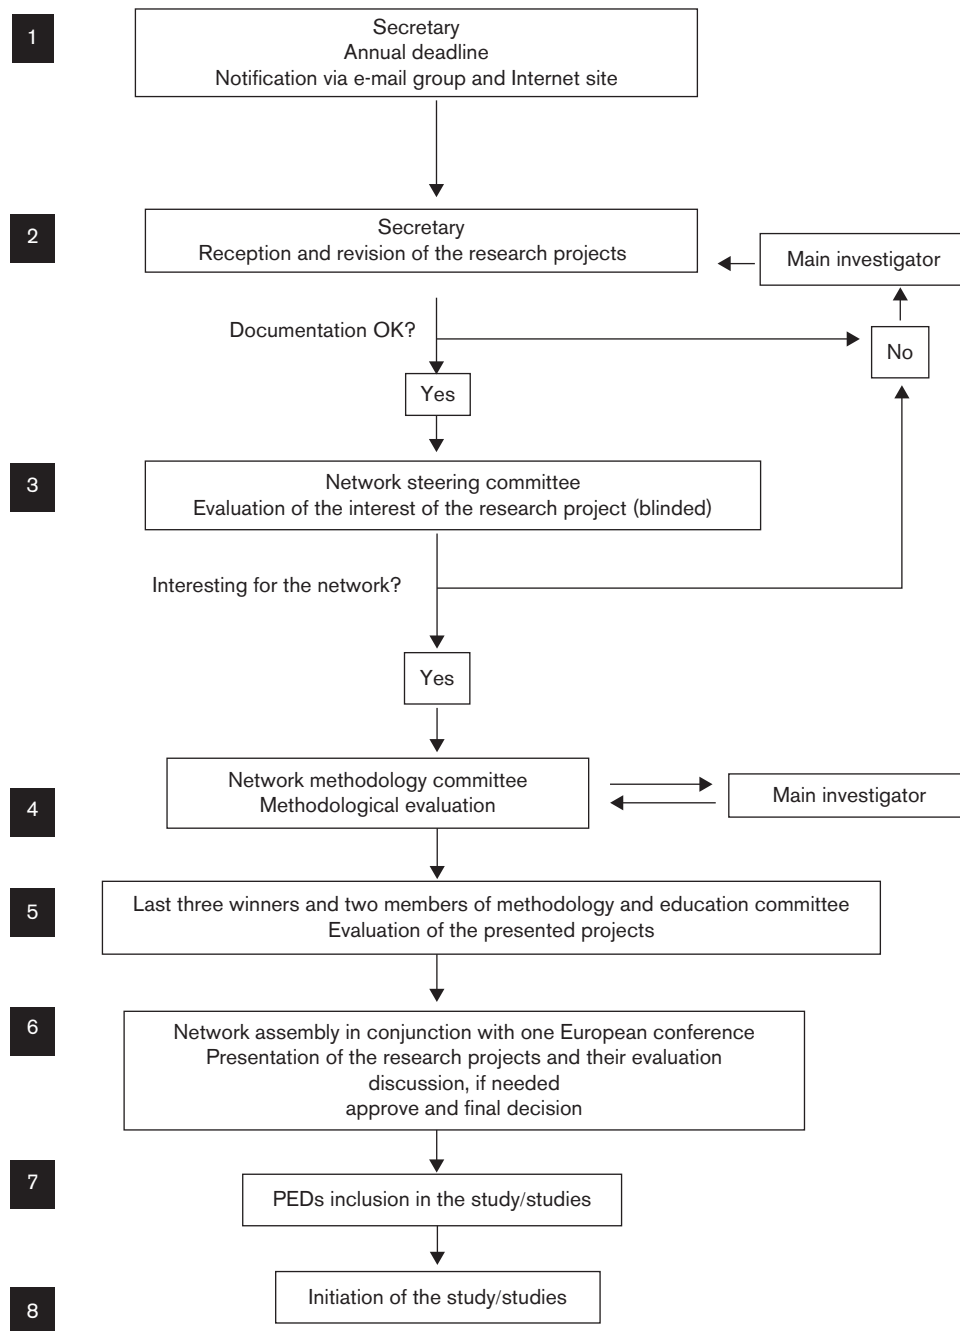 1
Secretary
Annual deadline
Notification via e-mail group and Internet site
2
Secretary
Reception and revision of the research projects
Main investigator
Documentation OK?
No
Yes
3
Network steering committee
Evaluation of the interest of the research project (blinded)
Interesting for the network?
Yes
4
Network methodology committee
Methodological evaluation
Main investigator
5
Last three winners and two members of methodology and education committee
Evaluation of the presented projects
6
Network assembly in conjunction with one European conference
Presentation of the research projects and their evaluation
discussion, if needed
approve and final decision
7
PEDs inclusion in the study/studies
8
Initiation of the study/studies